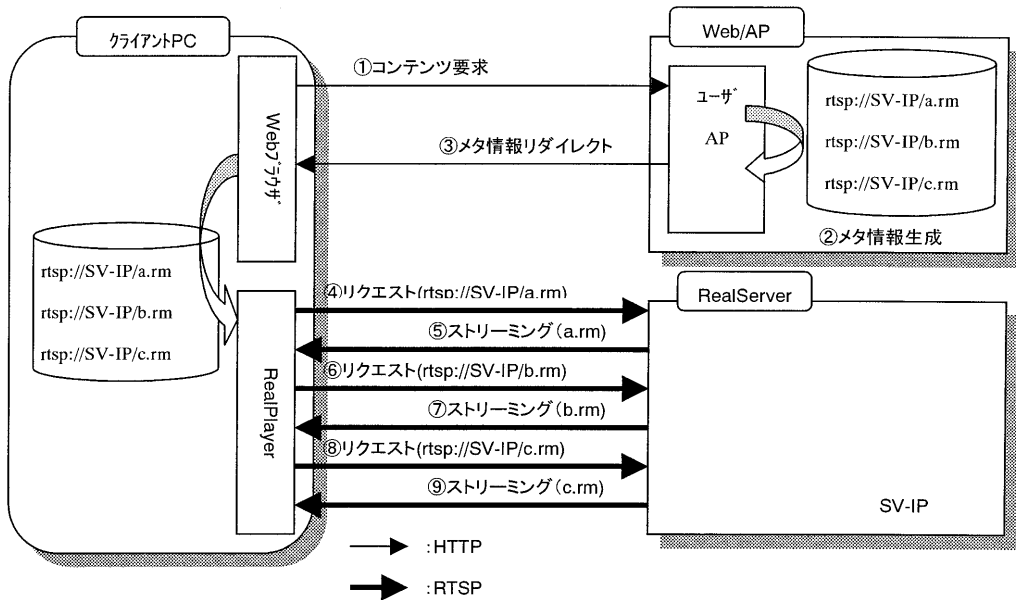 クライアントPC
Web/AP
①コンテンツ要求
Webブラウザ
ユーザ
AP
rtsp://SV-IP/a.rm
rtsp://SV-IP/b.rm
rtsp://SV-IP/c.rm
③メタ情報リダイレクト
②メタ情報生成
rtsp://SV-IP/a.rm
rtsp://SV-IP/b.rm
rtsp://SV-IP/c.rm
RealPlayer
RealServer
④リクエスト(rtsp://SV-IP/a.rm)
⑤ストリーミング(a.rm)
⑥リクエスト(rtsp://SV-IP/b.rm)
⑦ストリーミング(b.rm)
⑧リクエスト(rtsp://SV-IP/c.rm)
⑨ストリーミング(c.rm)
SV-IP
:HTTP
:RTSP